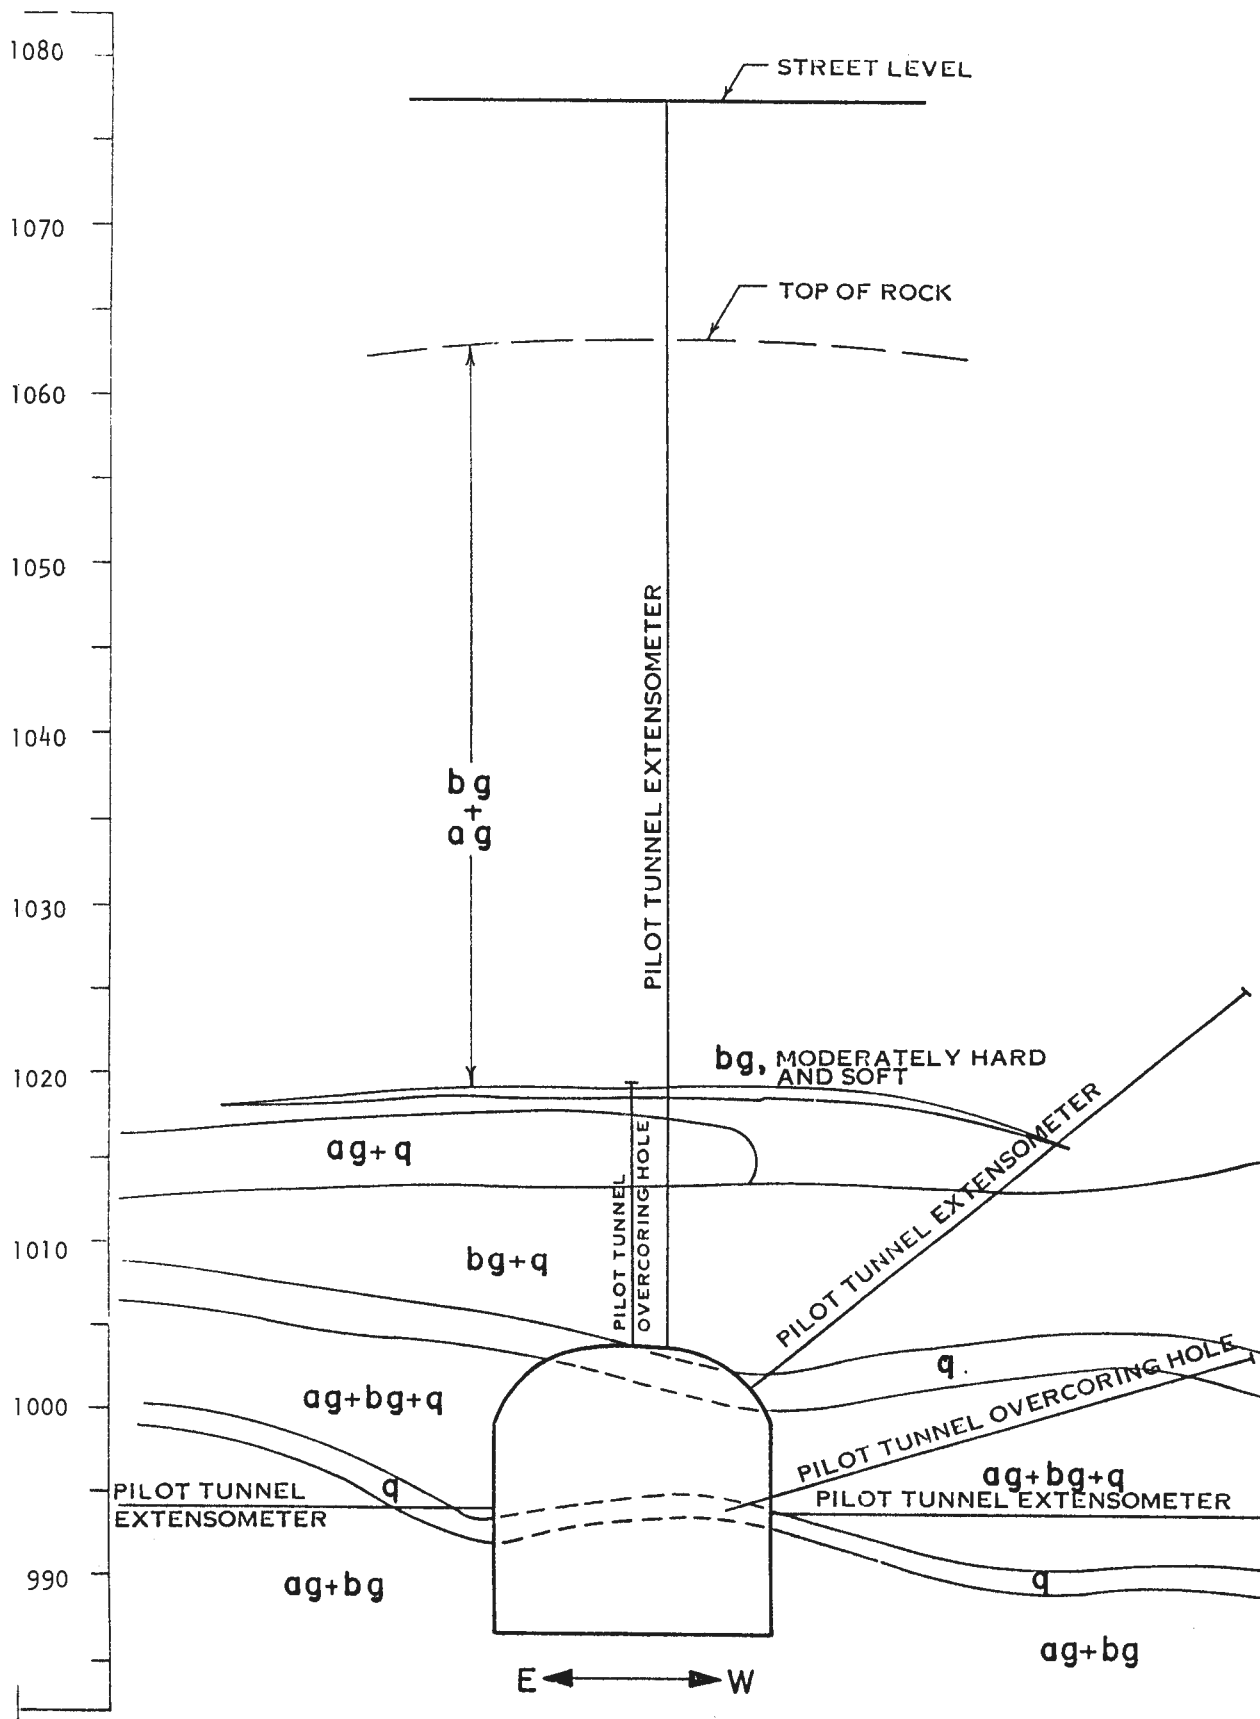 1080
STREET LEVEL
1070
TOP OF ROCK
1060
1050
1040
PILOT TUNNEL EXTENSOMETER
bg
+
ag
1030
1020
bg, MODERATELY HARD
AND SOFT
ag+q
PILOT TUNNEL
OVERCORING HOLE
PILOT TUNNEL EXTENSOMETER
1010
bg+q
q
1000
ag+bg+q
PILOT TUNNEL OVERCORING HOLE
ag+bg+q
q
PILOT TUNNEL
EXTENSOMETER
PILOT TUNNEL EXTENSOMETER
990
ag+bg
q
ag+bg
E W